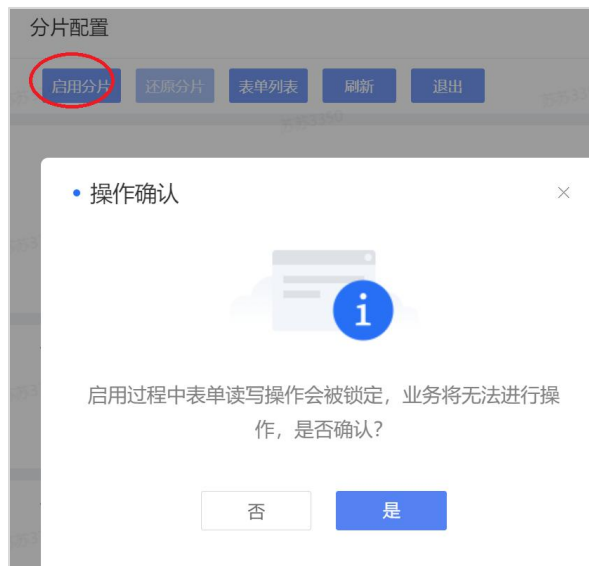 分片配置
启用分片 还原分片 表单列表 刷新 退出
操作确认
启用过程中表单读写操作会被锁定，业务将无法进行操
作，是否确认？
否 是